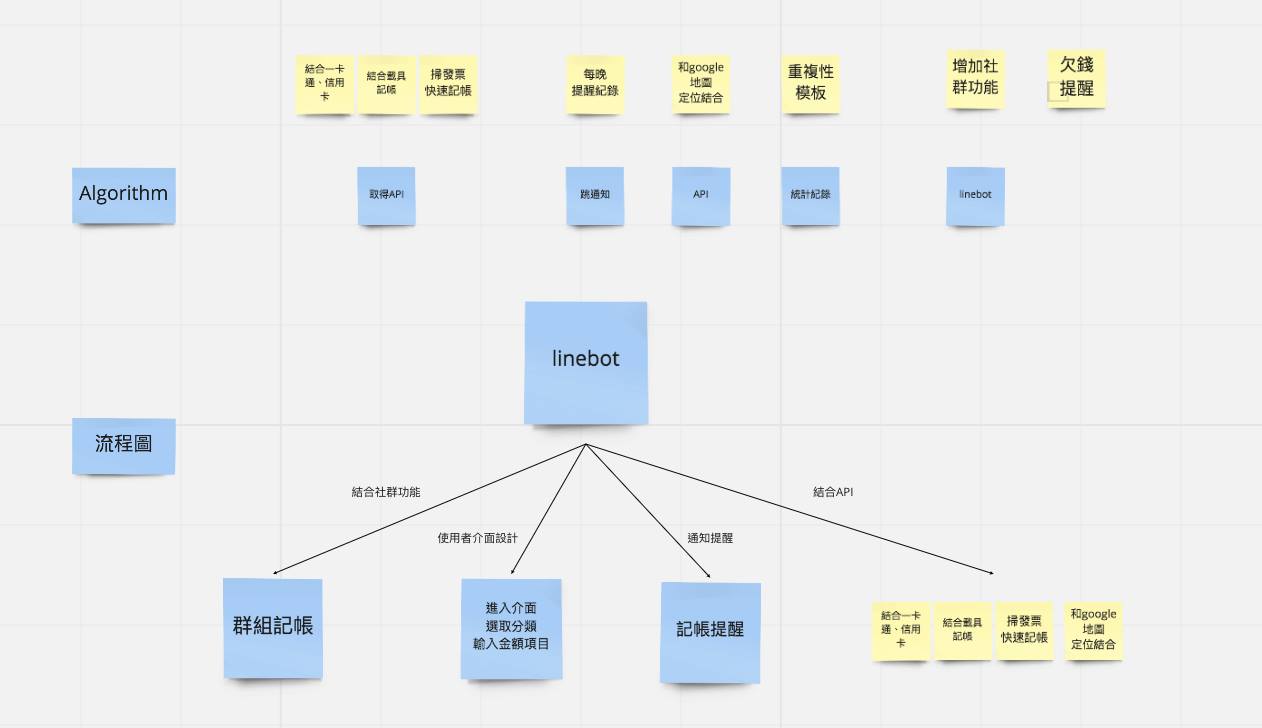 結合一卡
通、信用
卡
結合載具
記帳
掃發票
快速記帳
每晚
提醒紀錄
和google
地圖
定位結合
重複性
模板
增加社
群功能
欠錢
提醒
Algorithm
取得API
跳通知
API
統計紀錄
linebot
linebot
流程圖
結合社群功能
使用者介面設計
通知提醒
結合API
群組記帳
進入介面
選取分類
輸入金額項目
記帳提醒
結合一卡
通、信用
卡
結合載具
記帳
掃發票
快速記帳
和google
地圖
定位結合